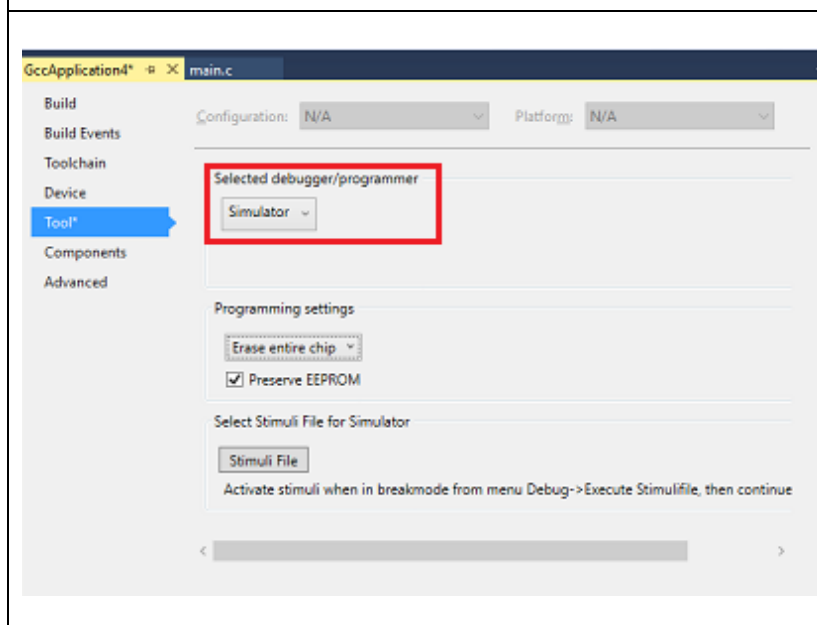 GccApplication4* main.c
Build
Build Events
Toolchain
Device
Tool*
Components
Advanced
Configuration: N/A Platform: N/A
Selected debugger/programmer
Simulator
Programming settings
Erase entire chip
Preserve EEPROM
Select Stimuli File for Simulator
Stimuli File
Activate stimuli when in breakmode from menu Debug->Execute Stimulifile, then continue